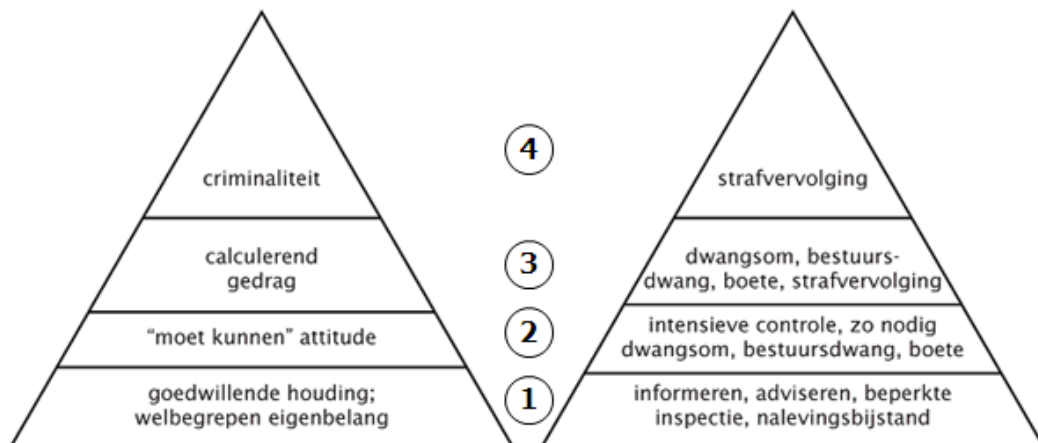 4
criminaliteit
strafvervolging
calculerend
gedrag
3
dwangsom, bestuurs-
dwang, boete, strafvervolging
"moet kunnen" attitude
2
intensieve controle, zo nodig
dwangsom, bestuursdwang, boete
goedwillende houding;
welbegrepen eigenbelang
1
informeren, adviseren, beperkte
inspectie, nalevingsbijstand